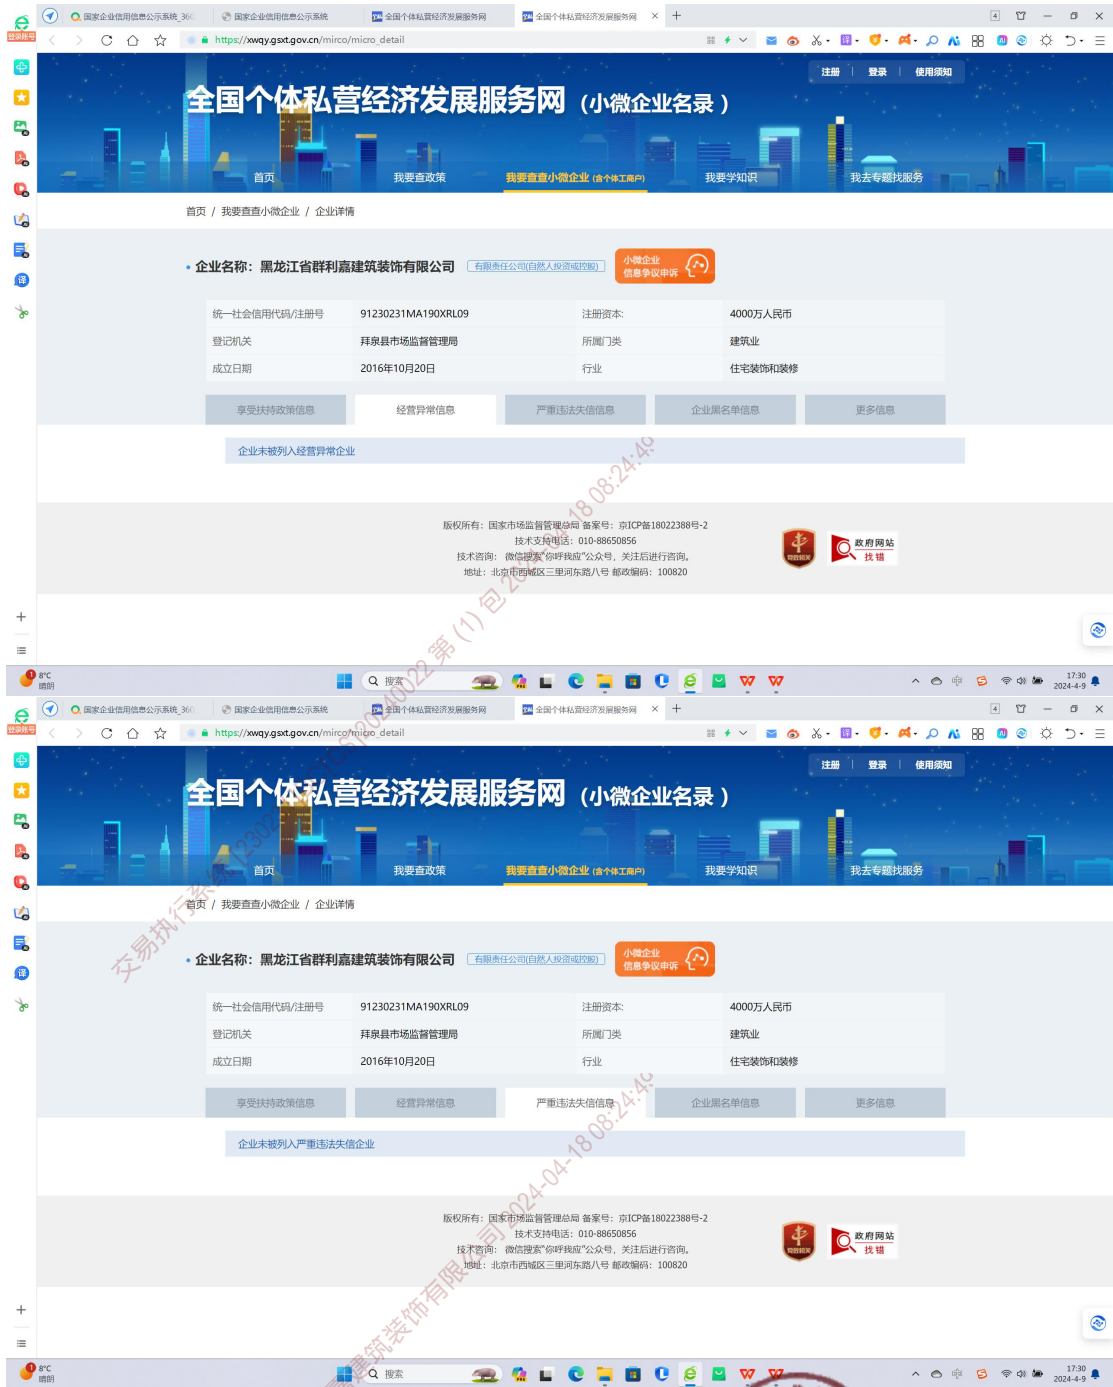 国家企业信用信息公示系统_360
国家企业信用信息公示系统
全国个体私营经济发展服务网
全国个体私营经济发展服务网
登录账号
https://xwqy.gsxt.gov.cn/mirco/micro_detail
注册 | 登录 | 使用须知
全国个体私营经济发展服务网 (小微企业名录)
首页 我要查政策 我要查查小微企业 (含个体工商户) 我要学知识 我去专题找服务
首页 / 我要查查小微企业 / 企业详情
• 企业名称: 黑龙江省群利嘉建筑装饰有限公司 有限责任公司(自然人投资或控股) 小微企业
信息争议申诉
统一社会信用代码/注册号 91230231MA190XRL09 注册资本: 4000万人民币
登记机关 拜泉县市场监督管理局 所属门类 建筑业
成立日期 2016年10月20日 行业 住宅装饰和装修
享受扶持政策信息 经营异常信息 严重违法失信信息 企业黑名单信息 更多信息
企业未被列入经营异常企业
版权所有: 国家市场监督管理总局 备案号: 京ICP备18022388号-2
技术支持电话: 010-88650856
技术咨询: 微信搜索“你呼我应”公众号, 关注后进行咨询。
地址: 北京市西城区三里河东路八号 邮政编码: 100820
党政机关
政府网站
找错
8°C
晴朗
搜索
17:30
2024-4-9
国家企业信用信息公示系统_360
国家企业信用信息公示系统
全国个体私营经济发展服务网
全国个体私营经济发展服务网
登录账号
https://xwqy.gsxt.gov.cn/mirco/micro_detail
注册 | 登录 | 使用须知
全国个体私营经济发展服务网 (小微企业名录)
首页 我要查政策 我要查查小微企业 (含个体工商户) 我要学知识 我去专题找服务
首页 / 我要查查小微企业 / 企业详情
• 企业名称: 黑龙江省群利嘉建筑装饰有限公司 有限责任公司(自然人投资或控股) 小微企业
信息争议申诉
统一社会信用代码/注册号 91230231MA190XRL09 注册资本: 4000万人民币
登记机关 拜泉县市场监督管理局 所属门类 建筑业
成立日期 2016年10月20日 行业 住宅装饰和装修
享受扶持政策信息 经营异常信息 严重违法失信信息 企业黑名单信息 更多信息
企业未被列入严重违法失信企业
版权所有: 国家市场监督管理总局 备案号: 京ICP备18022388号-2
技术支持电话: 010-88650856
技术咨询: 微信搜索“你呼我应”公众号, 关注后进行咨询。
地址: 北京市西城区三里河东路八号 邮政编码: 100820
党政机关
政府网站
找错
8°C
晴朗
搜索
17:30
2024-4-9